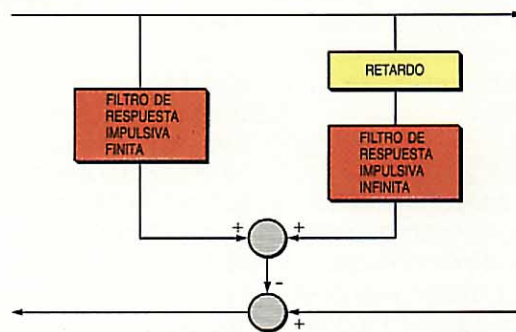 RETARDO
FILTRO DE
RESPUESTA
IMPULSIVA
FINITA
FILTRO DE
RESPUESTA
IMPULSIVA
INFINITA
+ +
-
+